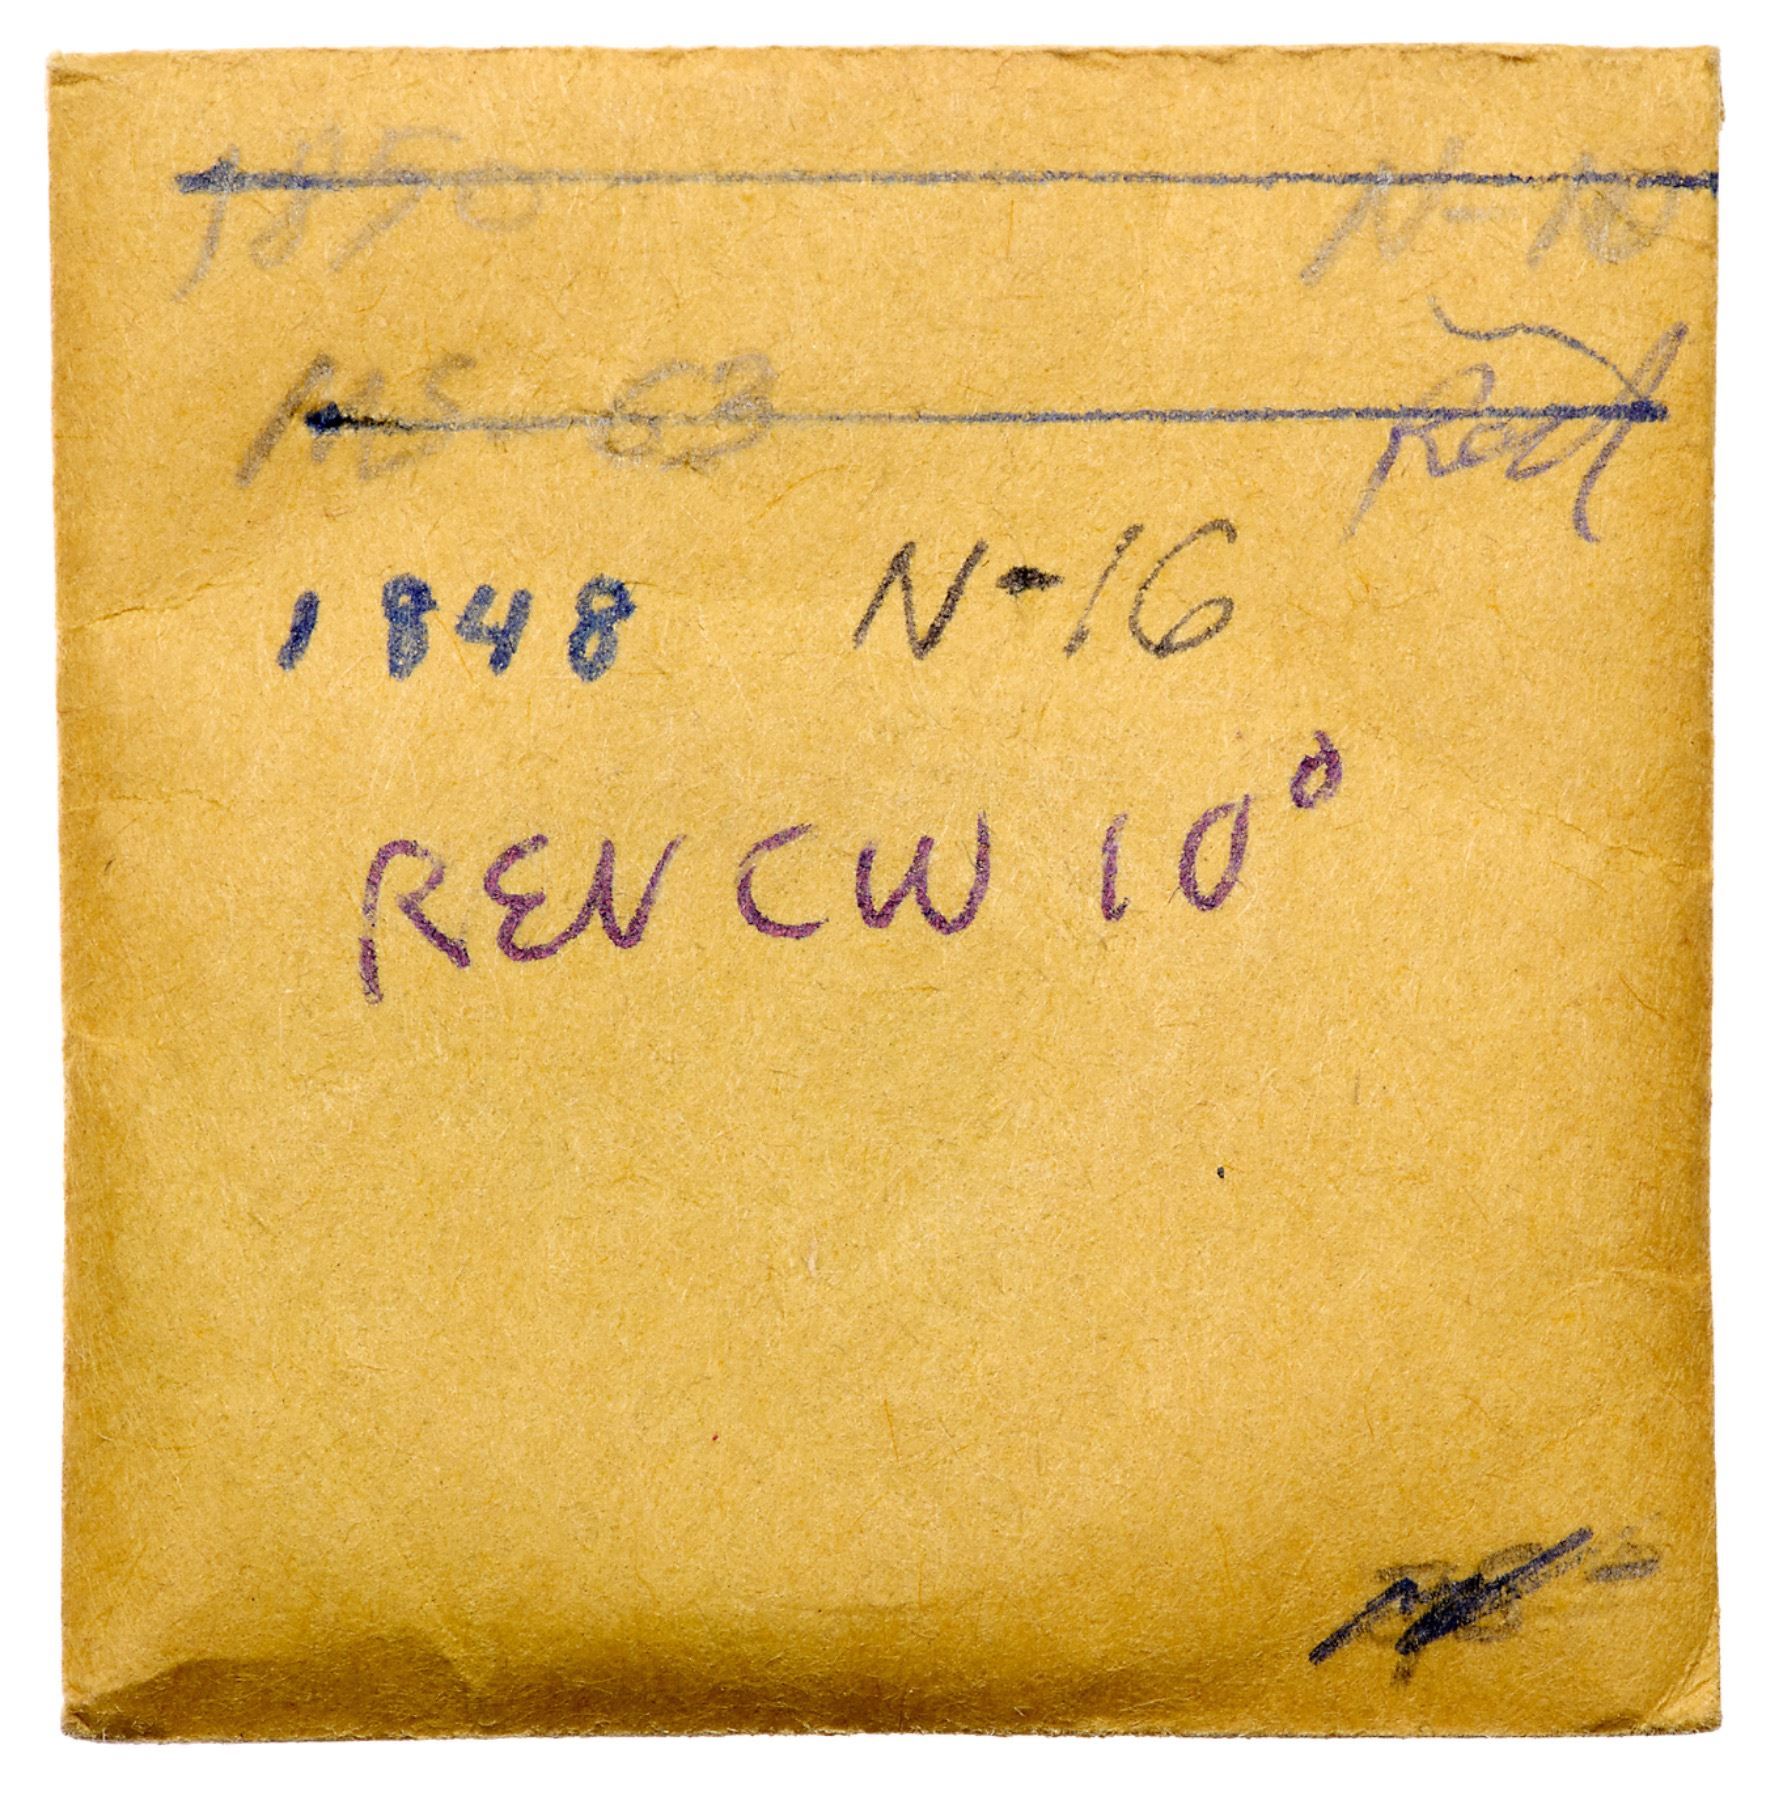 1850 N-10
MS-63 Red
1848 N-16
REV CW 10°